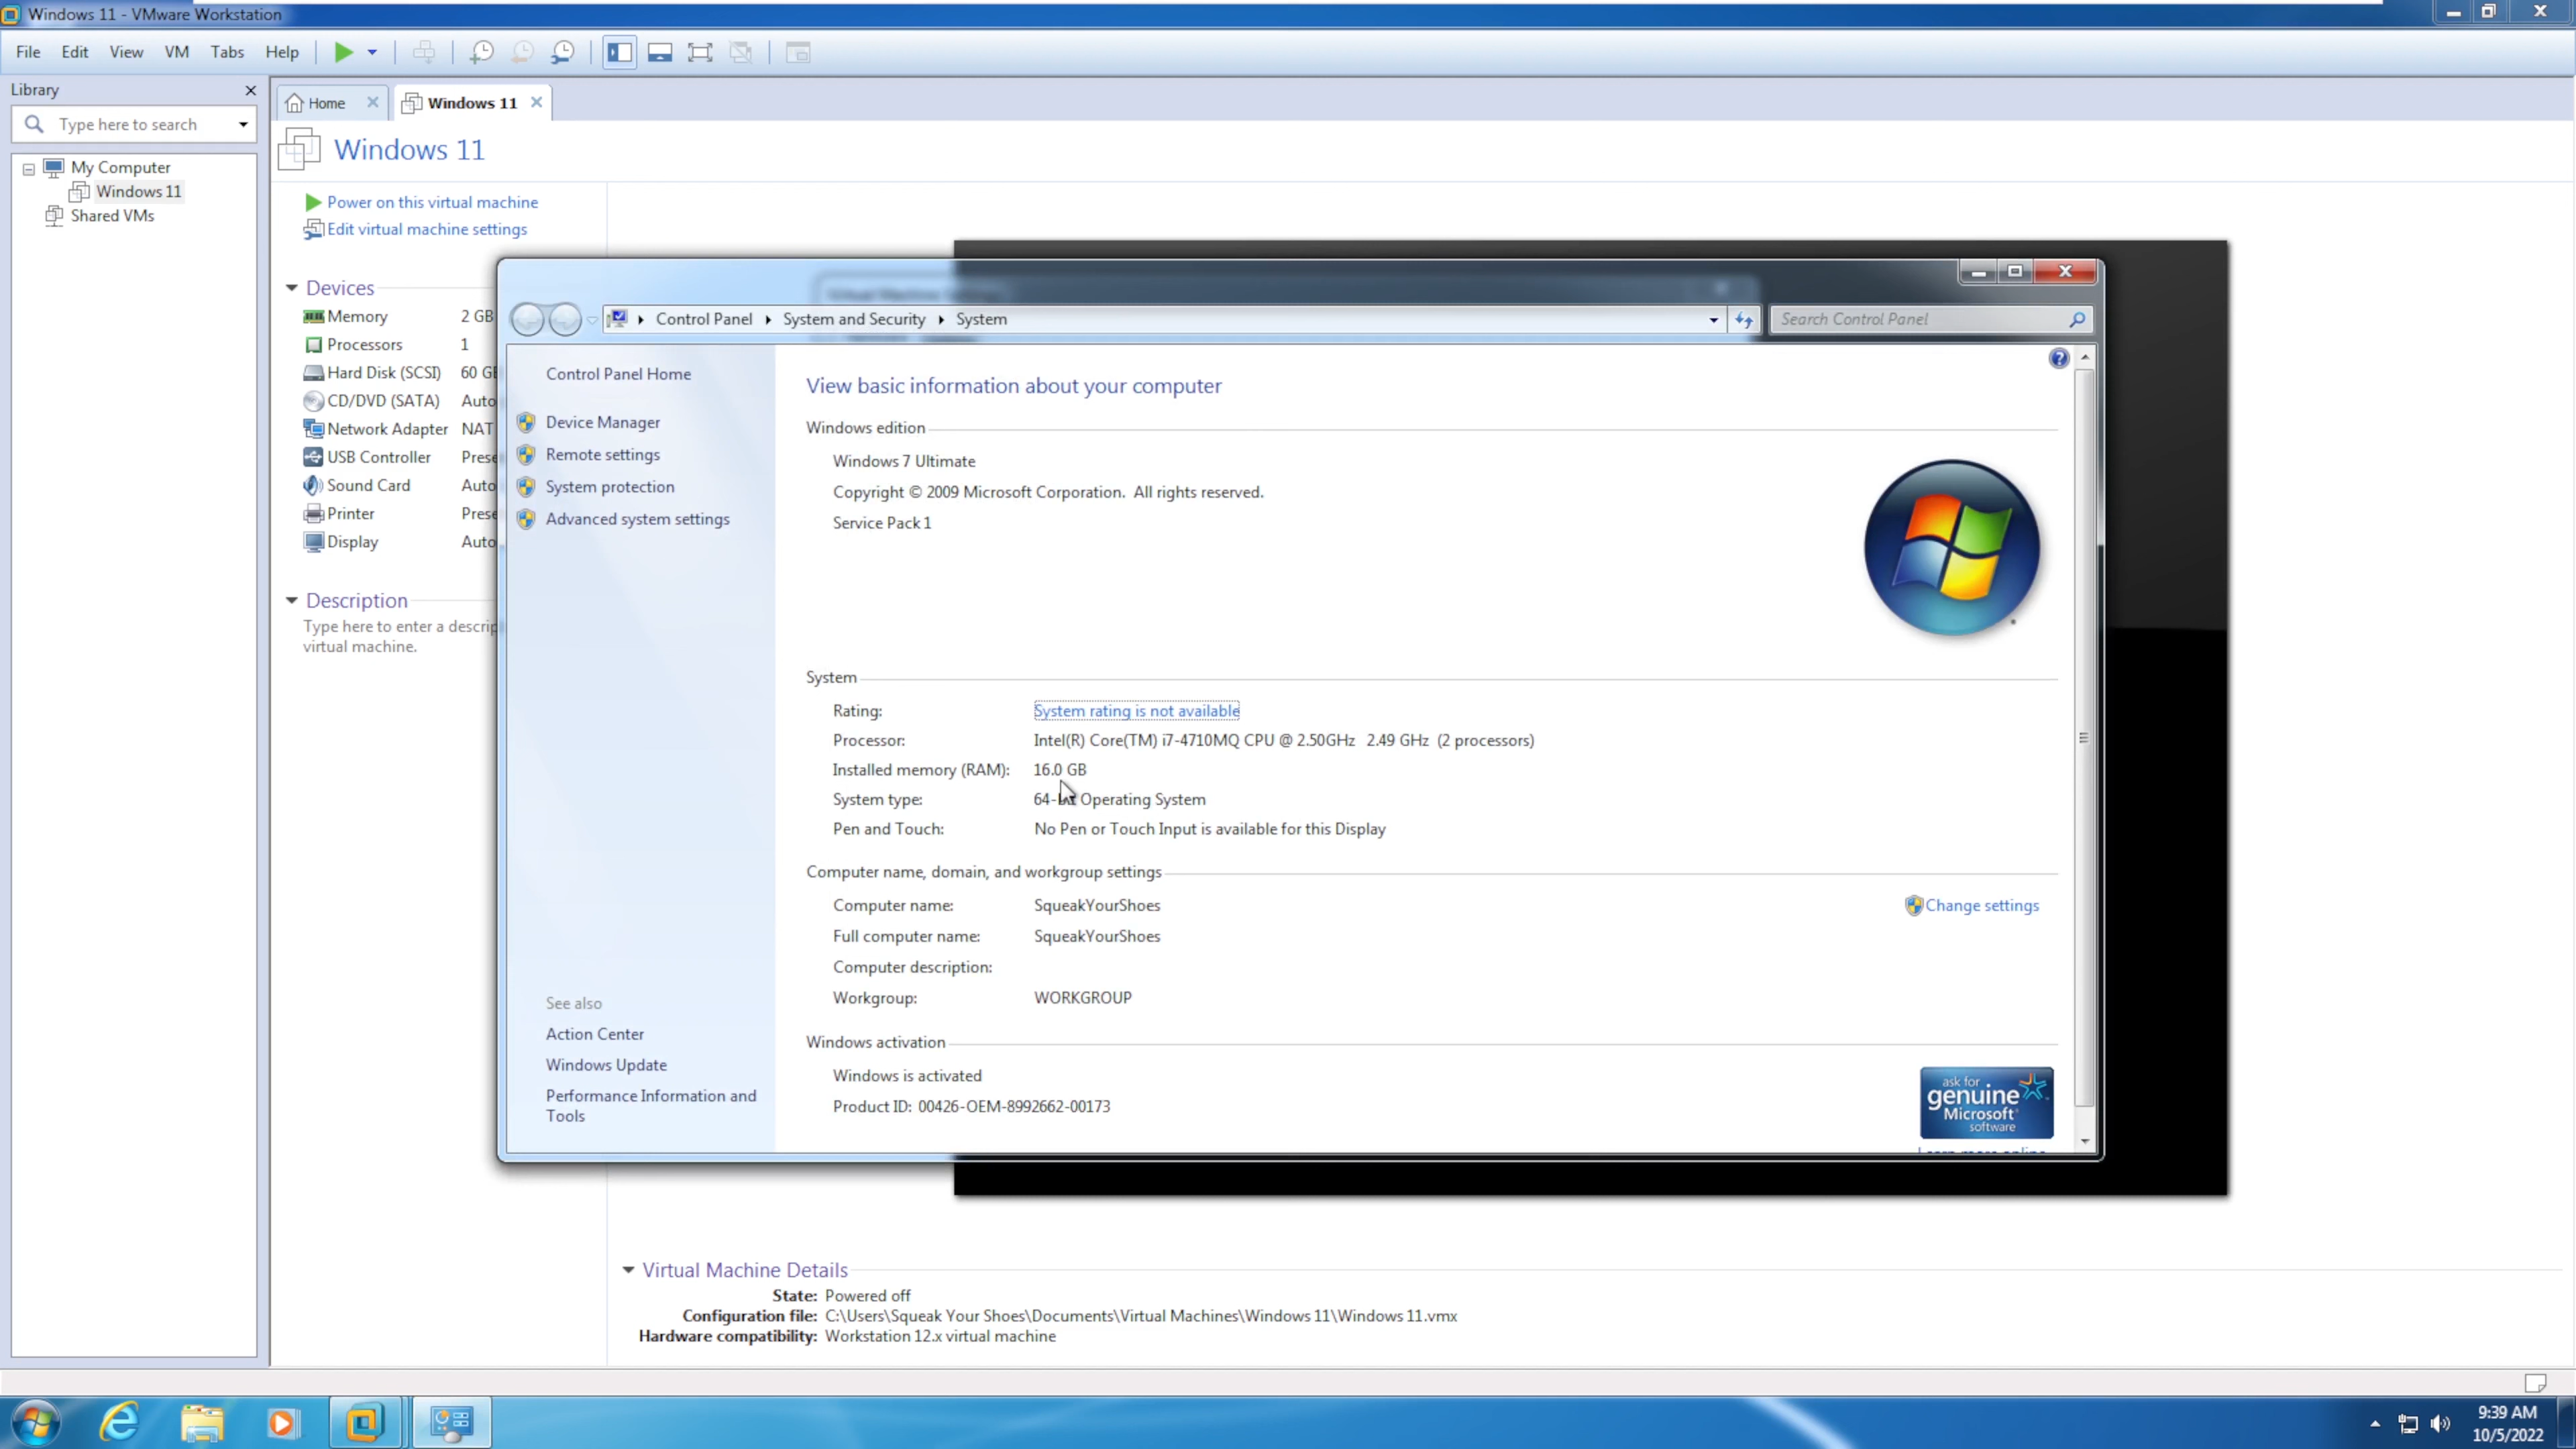 Windows 11 - VMware Workstation
File Edit View VM Tabs Help
Library
Type here to search
My Computer
Windows 11
Shared VMs
Home
Windows 11
Windows 11
Power on this virtual machine
Edit virtual machine settings
Devices
Memory 2 GB
Processors 1
Hard Disk (SCSI) 60 GB
CD/DVD (SATA) Auto
Network Adapter NAT
USB Controller Prese
Sound Card Auto
Printer Prese
Display Auto
Description
Type here to enter a descrip
virtual machine.
Control Panel System and Security System
Search Control Panel
Control Panel Home
Device Manager
Remote settings
System protection
Advanced system settings
See also
Action Center
Windows Update
Performance Information and
Tools
View basic information about your computer
Windows edition
Windows 7 Ultimate
Copyright © 2009 Microsoft Corporation. All rights reserved.
Service Pack 1
System
Rating: System rating is not available
Processor: Intel(R) Core(TM) i7-4710MQ CPU @ 2.50GHz 2.49 GHz (2 processors)
Installed memory (RAM): 16.0 GB
System type: 64- Operating System
Pen and Touch: No Pen or Touch Input is available for this Display
Computer name, domain, and workgroup settings
Computer name: SqueakYourShoes
Change settings
Full computer name: SqueakYourShoes
Computer description:
Workgroup: WORKGROUP
Windows activation
Windows is activated
Product ID: 00426-OEM-8992662-00173
ask for
genuine
Microsoft
software
Virtual Machine Details
State: Powered off
Configuration file: C:\Users\Squeak Your Shoes\Documents\Virtual Machines\Windows 11\Windows 11.vmx
Hardware compatibility: Workstation 12.x virtual machine
9:39 AM
10/5/2022